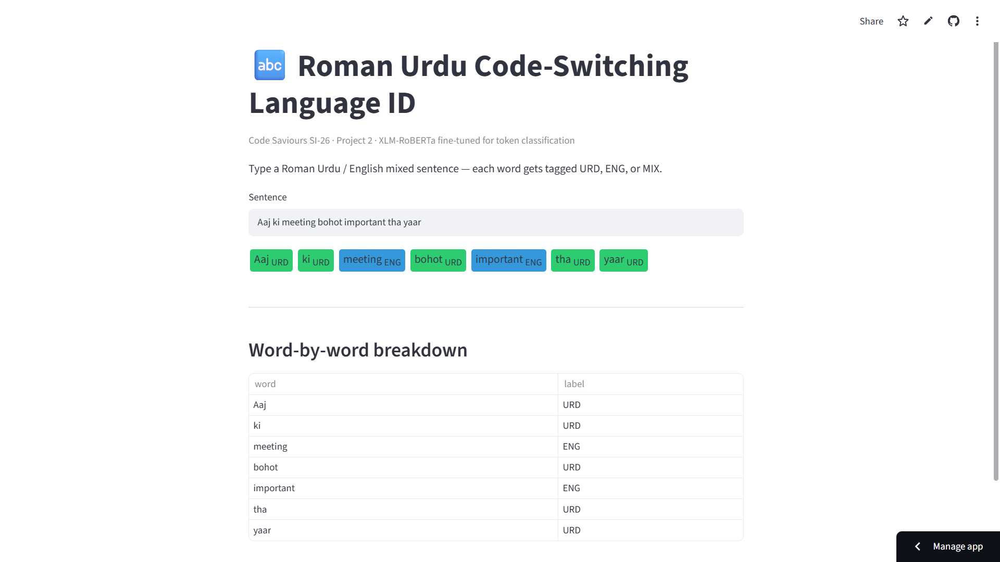 Share
abc Roman Urdu Code-Switching
Language ID
Code Saviours SI-26 · Project 2 · XLM-RoBERTa fine-tuned for token classification
Type a Roman Urdu / English mixed sentence — each word gets tagged URD, ENG, or MIX.
Sentence
Aaj ki meeting bohot important tha yaar
Aaj URD ki URD meeting ENG bohot URD important ENG tha URD yaar URD
Word-by-word breakdown
word label
Aaj URD
ki URD
meeting ENG
bohot URD
important ENG
tha URD
yaar URD
Manage app